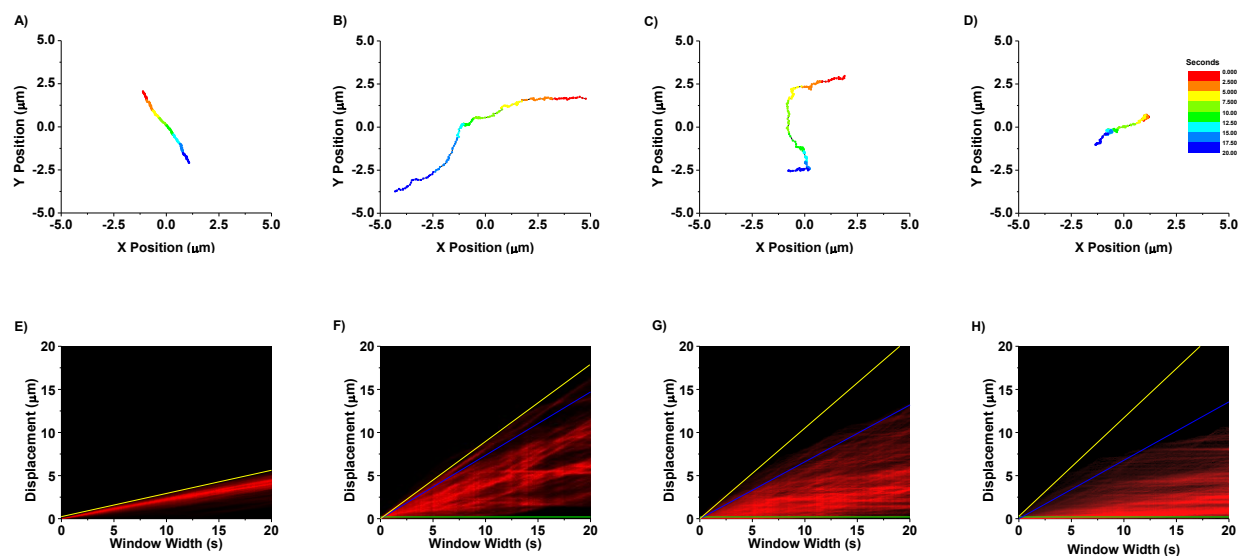 A)
B)
C)
D)
5.0
2.5
0.0
-2.5
-5.0
Y Position (μm)
-5.0 -2.5 0.0 2.5 5.0
X Position (μm)
5.0
2.5
0.0
-2.5
-5.0
Y Position (μm)
-5.0 -2.5 0.0 2.5 5.0
X Position (μm)
5.0
2.5
0.0
-2.5
-5.0
Y Position (μm)
-5.0 -2.5 0.0 2.5 5.0
X Position (μm)
5.0
2.5
0.0
-2.5
-5.0
Y Position (μm)
-5.0 -2.5 0.0 2.5 5.0
X Position (μm)
Seconds
0.000
2.500
5.000
7.500
10.00
12.50
15.00
17.50
20.00
E)
F)
G)
H)
20
15
10
5
0
Displacement (μm)
0 5 10 15 20
Window Width (s)
20
15
10
5
0
Displacement (μm)
0 5 10 15 20
Window Width (s)
20
15
10
5
0
Displacement (μm)
0 5 10 15 20
Window Width (s)
20
15
10
5
0
Displacement (μm)
0 5 10 15 20
Window Width (s)